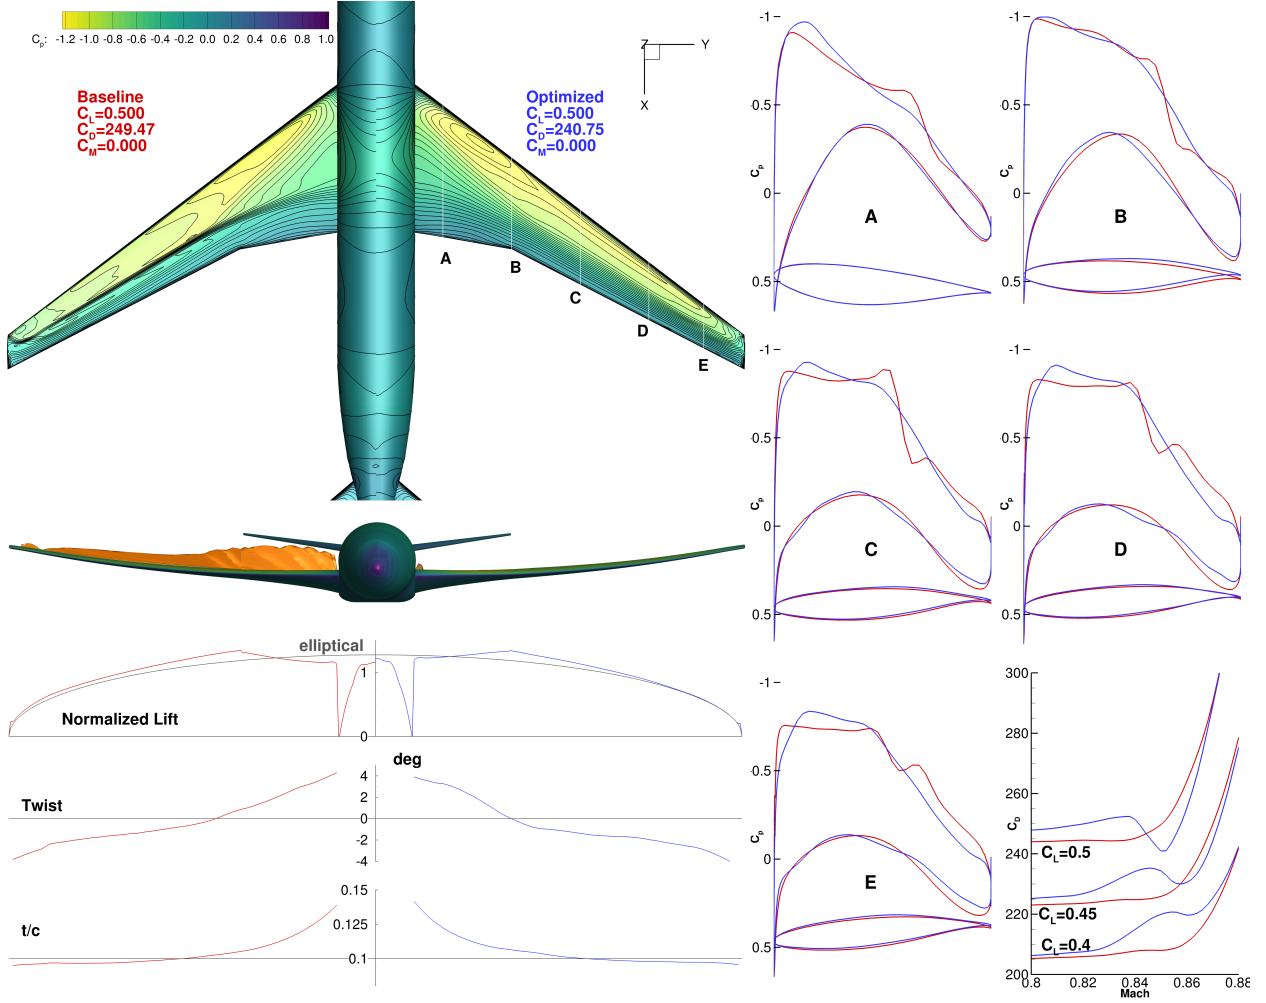 Cp: -1.2 -1.0 -0.8 -0.6 -0.4 -0.2 0.0 0.2 0.4 0.6 0.8 1.0
Z Y
X
Baseline
CL=0.500
CD=249.47
CM=0.000
Optimized
CL=0.500
CD=240.75
CM=0.000
A
B
C
D
E
elliptical
1
0
Normalized Lift
deg
4
2
0
-2
-4
Twist
0.15
0.125
0.1
t/c
-1
-0.5
0
0.5
Cp
A
-1
-0.5
0
0.5
Cp
B
-1
0.5
0
0.5
Cp
C
-1
0.5
0
0.5
Cp
D
-1
0.5
0
0.5
Cp
E
300
280
260
240
220
200
CD
CL=0.5
CL=0.45
CL=0.4
0.8 0.82 0.84 0.86 0.88
Mach